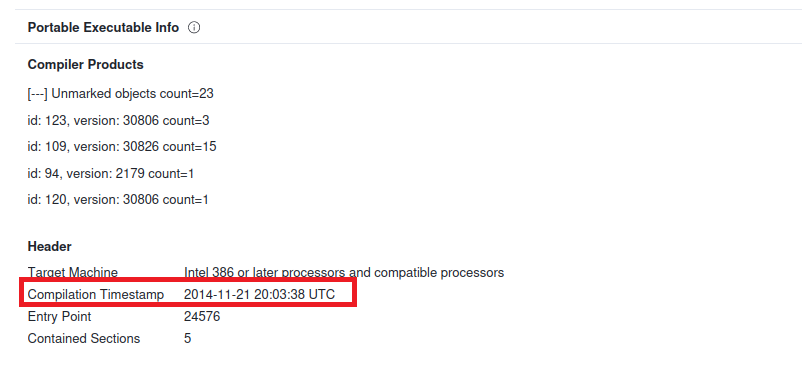 Portable Executable Info
Compiler Products
[---] Unmarked objects count=23
id: 123, version: 30806 count=3
id: 109, version: 30826 count=15
id: 94, version: 2179 count=1
id: 120, version: 30806 count=1
Header
Target Machine Intel 386 or later processors and compatible processors
Compilation Timestamp 2014-11-21 20:03:38 UTC
Entry Point 24576
Contained Sections 5